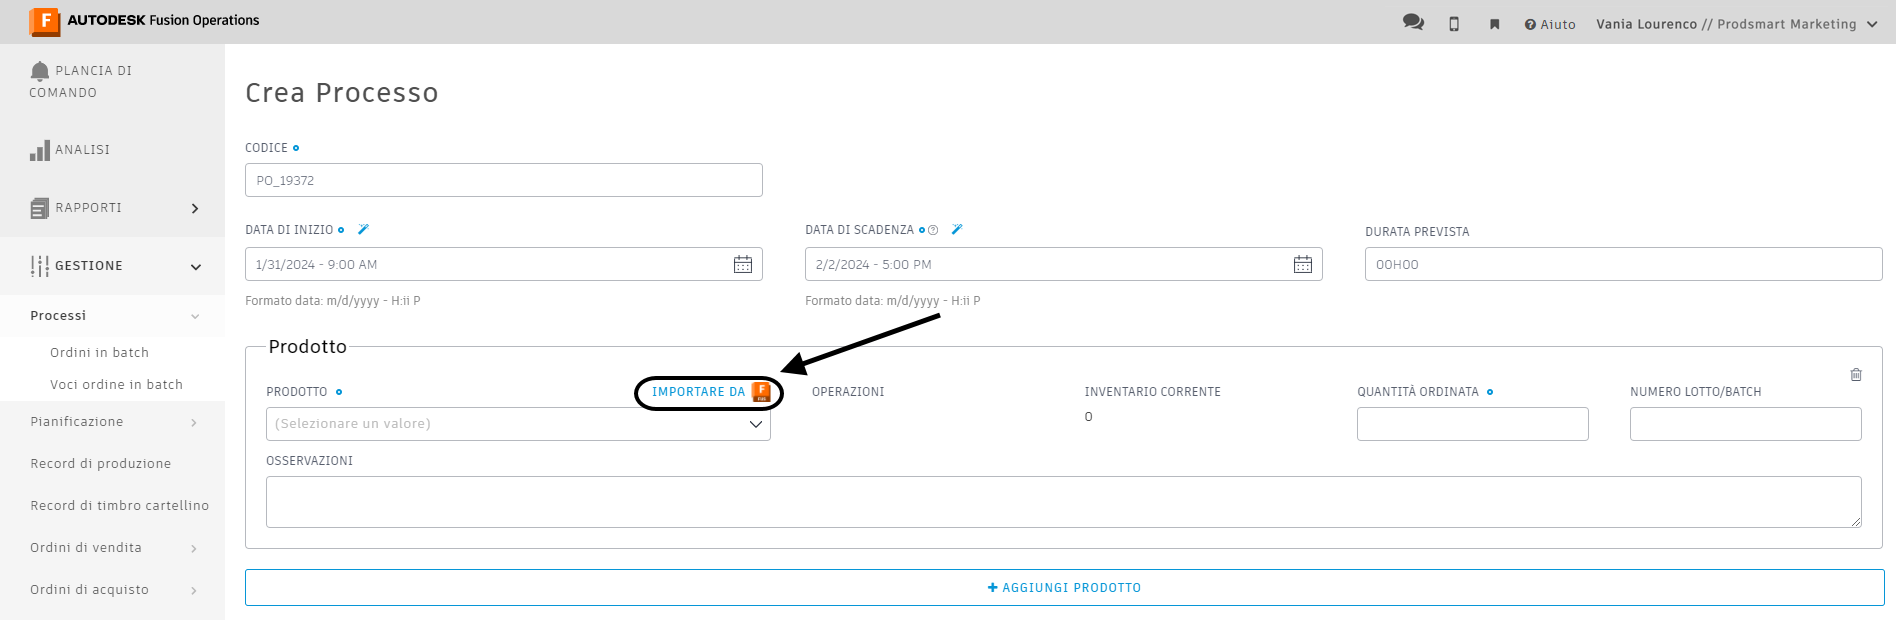 AUTODESK Fusion Operations
Aiuto
Vania Lourenco // Prodsmart Marketing
PLANCIA DI
COMANDO
ANALISI
RAPPORTI
GESTIONE
Processi
Ordini in batch
Voci ordine in batch
Pianificazione
Record di produzione
Record di timbro cartellino
Ordini di vendita
Ordini di acquisto
Crea Processo
CODICE
PO_19372
DATA DI INIZIO
DATA DI SCADENZA
DURATA PREVISTA
1/31/2024 - 9:00 AM
2/2/2024 - 5:00 PM
00H00
Formato data: m/d/yyyy - H:ii P
Formato data: m/d/yyyy - H:ii P
Prodotto
PRODOTTO
IMPORTARE DA
OPERAZIONI
INVENTARIO CORRENTE
QUANTITÀ ORDINATA
NUMERO LOTTO/BATCH
(Selezionare un valore)
0
OSSERVAZIONI
+ AGGIUNGI PRODOTTO